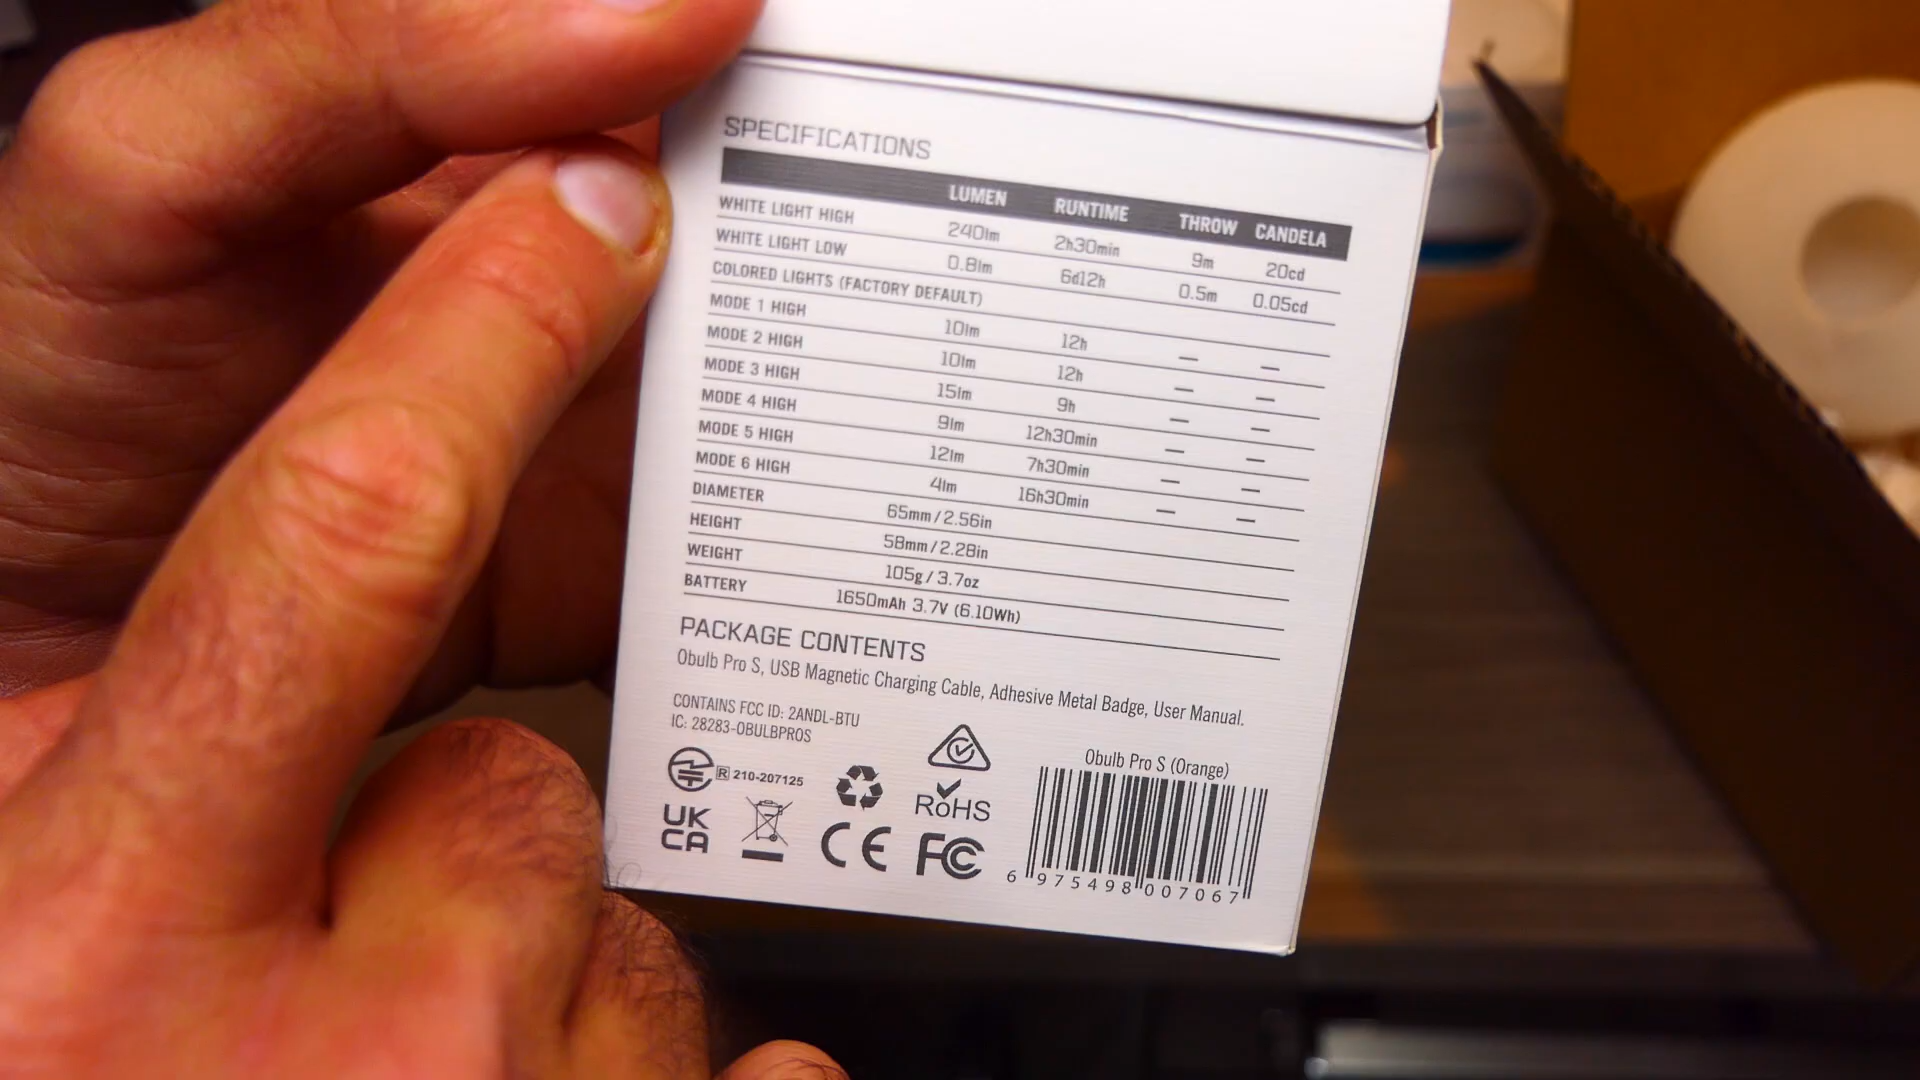 SPECIFICATIONS
LUMEN RUNTIME THROW CANDELA
WHITE LIGHT HIGH 240lm 2h30min 9m 20cd
WHITE LIGHT LOW 0.8lm 6d12h 0.5m 0.05cd
COLORED LIGHTS (FACTORY DEFAULT)
MODE 1 HIGH 10lm 12h — —
MODE 2 HIGH 10lm 12h — —
MODE 3 HIGH 15lm 9h — —
MODE 4 HIGH 9lm 12h30min — —
MODE 5 HIGH 12lm 7h30min — —
MODE 6 HIGH 4lm 16h30min — —
DIAMETER 65mm / 2.56in
HEIGHT 58mm / 2.28in
WEIGHT 105g / 3.7oz
BATTERY 1650mAh 3.7V (6.10Wh)
PACKAGE CONTENTS
Obulb Pro S, USB Magnetic Charging Cable, Adhesive Metal Badge, User Manual.
CONTAINS FCC ID: 2ANDL-BTU
IC: 28283-OBULBPROS
R 210-207125
RoHS
UK
CA
CE FC
Obulb Pro S (Orange)
6 975498 007067